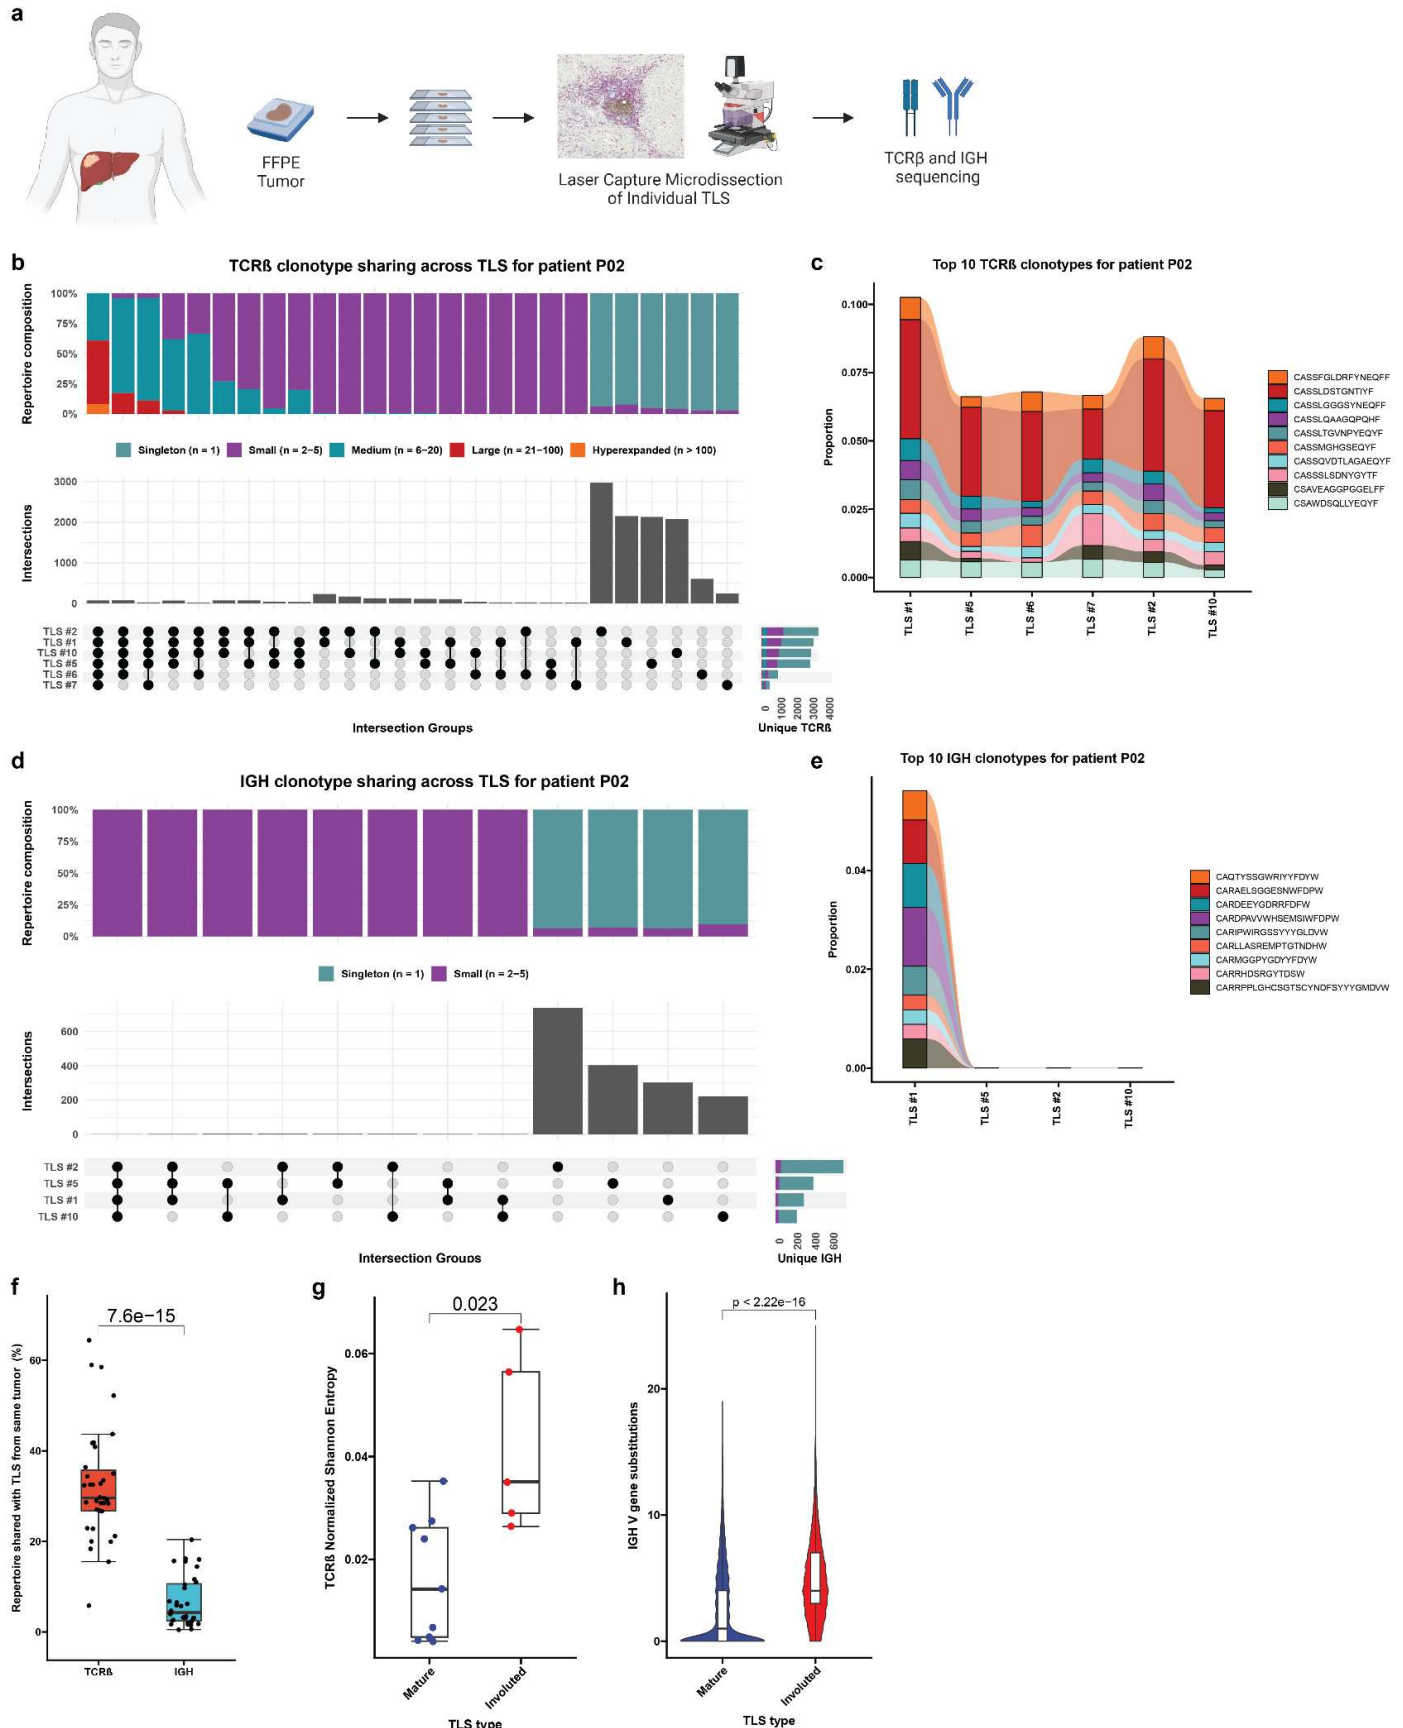 a
FFPE
Tumor
Laser Capture Microdissection
of Individual TLS
TCRβ and IGH
sequencing
b
TCRß clonotype sharing across TLS for patient P02
Repertoire composition
100%
75%
50%
25%
0%
Singleton (n = 1)
Small (n = 2−5)
Medium (n = 6−20)
Large (n = 21−100)
Hyperexpanded (n > 100)
Intersections
3000
2000
1000
0
TLS #2
TLS #1
TLS #10
TLS #5
TLS #6
TLS #7
Intersection Groups
0
1000
2000
3000
4000
Unique TCRß
c
Top 10 TCRß clonotypes for patient P02
Proportion
0.100
0.075
0.050
0.025
0.000
TLS #1
TLS #5
TLS #6
TLS #7
TLS #2
TLS #10
CASSFGLDRFYNEQFF
CASSLDSTGNTIYF
CASSLGGGSYNEQFF
CASSLQAAGQPQHF
CASSLTGVNPYEQYF
CASSMGHGSEQYF
CASSQVDTLAGAEQYF
CASSSLSDNYGYTF
CSAVEAGGPGGELFF
CSAWDSQLLYEQYF
d
IGH clonotype sharing across TLS for patient P02
Repertoire composition
100%
75%
50%
25%
0%
Singleton (n = 1)
Small (n = 2−5)
Intersections
600
400
200
0
TLS #2
TLS #5
TLS #1
TLS #10
Intersection Groups
0
200
400
600
Unique IGH
e
Top 10 IGH clonotypes for patient P02
Proportion
0.04
0.02
0.00
TLS #1
TLS #5
TLS #2
TLS #10
CAQTYSSGWRIYYFDYW
CARAELSGGESNWFDPW
CARDEEYGDRRFDFW
CARDPAVVWHSEMSIWFDPW
CARIPWIRGSSYYYGLDVW
CARLLASREMPTGTNDHW
CARMGGPYGDYYFDYW
CARRHDSRGYTDSW
CARRPPLGHCSGTSCYNDFSYYYGMDVW
f
Repertoire shared with TLS from same tumor (%)
60
40
20
0
7.6e−15
TCRß
IGH
g
TCRß Normalized Shannon Entropy
0.06
0.04
0.02
0.023
Mature
Involuted
TLS type
h
IGH V gene substitutions
20
10
0
p < 2.22e−16
Mature
Involuted
TLS type